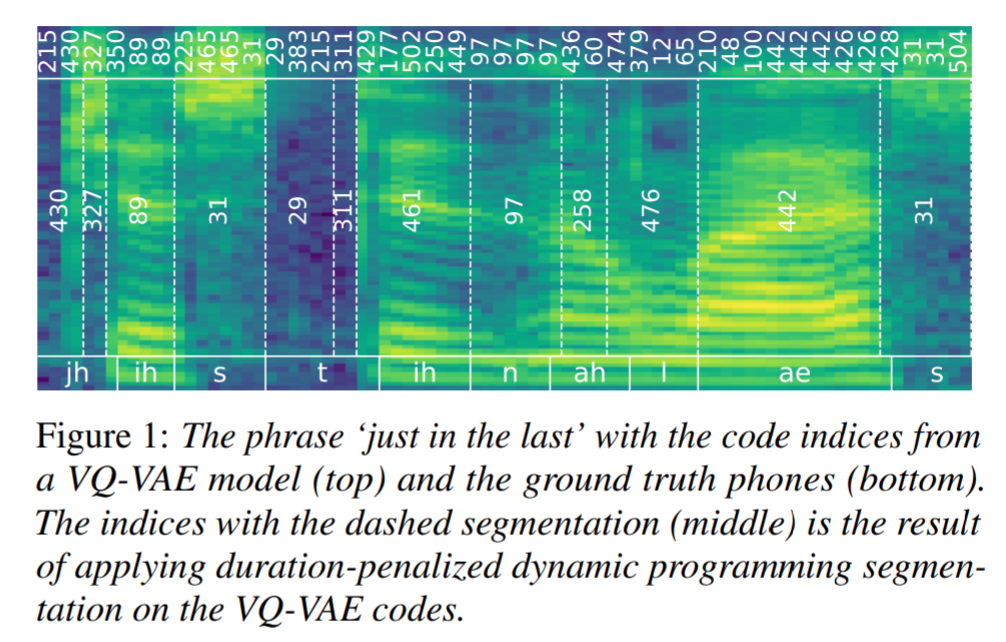 215 430 327 350 89 89 225 465 465 31 29 383 215 311 429 177 502 250 449 97 97 97 97 436 60 474 379 12 65 210 48 100 442 442 442 426 426 428 31 31 504
430 327 89 31 29 311 461 97 258 476 442 31
jh ih s t ih n ah l ae s
Figure 1: The phrase ‘just in the last’ with the code indices from
a VQ-VAE model (top) and the ground truth phones (bottom).
The indices with the dashed segmentation (middle) is the result
of applying duration-penalized dynamic programming segmen-
tation on the VQ-VAE codes.